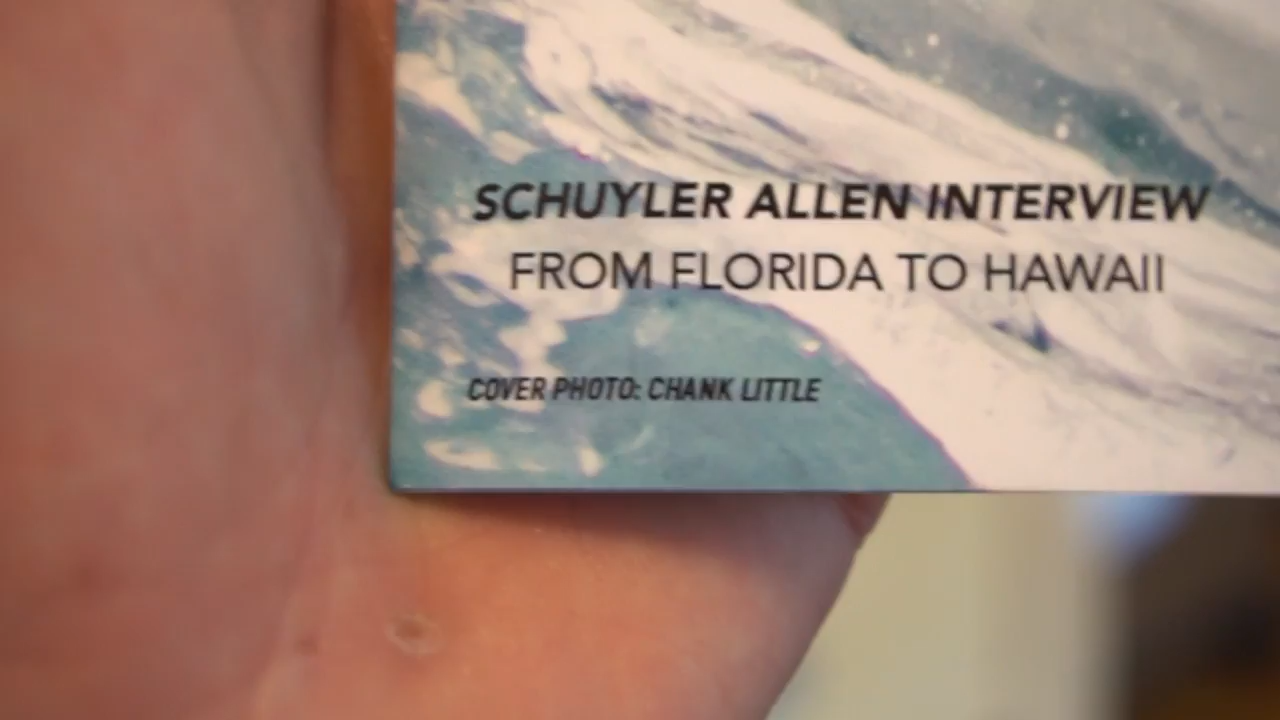 SCHUYLER ALLEN INTERVIEW
FROM FLORIDA TO HAWAII
COVER PHOTO: CHANK LITTLE